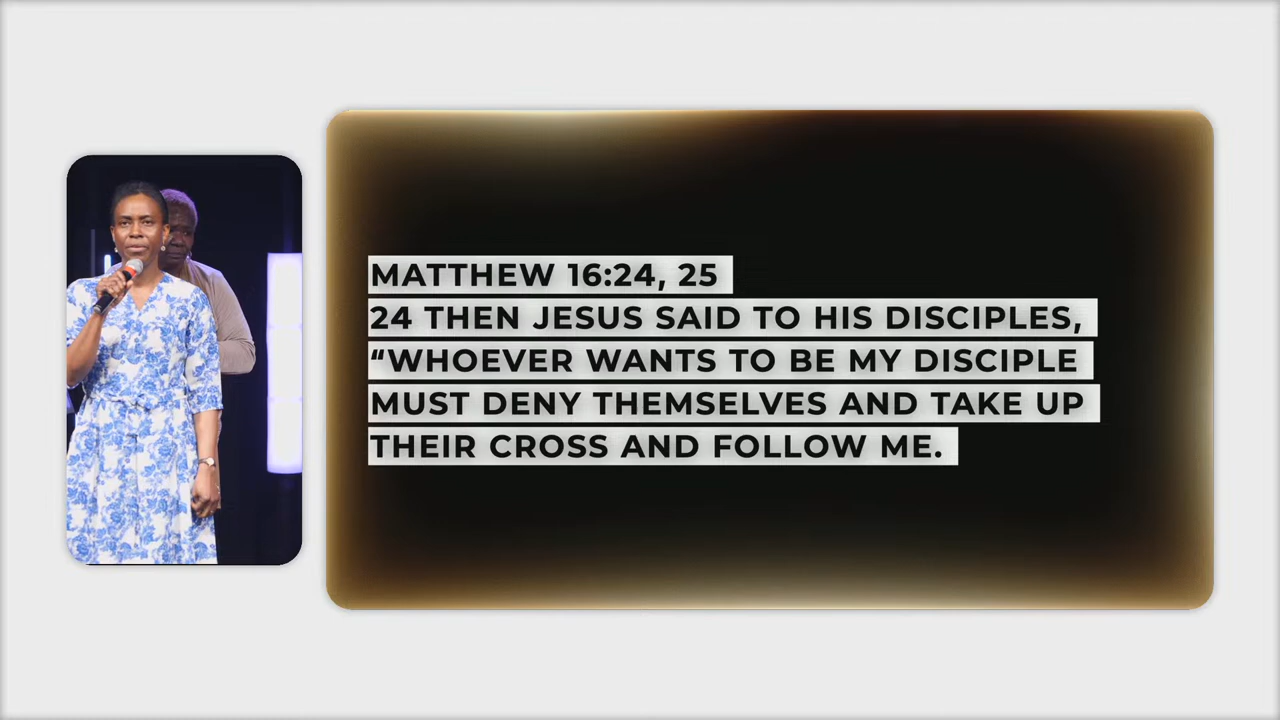 MATTHEW 16:24, 25
24 THEN JESUS SAID TO HIS DISCIPLES,
“WHOEVER WANTS TO BE MY DISCIPLE
MUST DENY THEMSELVES AND TAKE UP
THEIR CROSS AND FOLLOW ME.